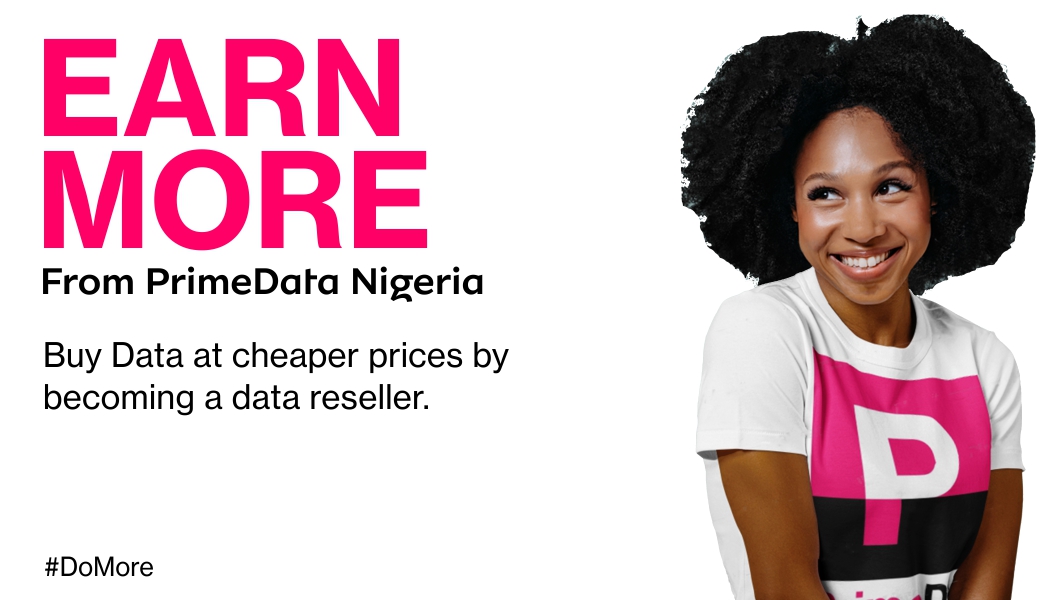 EARN
MORE
From PrimeData Nigeria
Buy Data at cheaper prices by
becoming a data reseller.
#DoMore
P